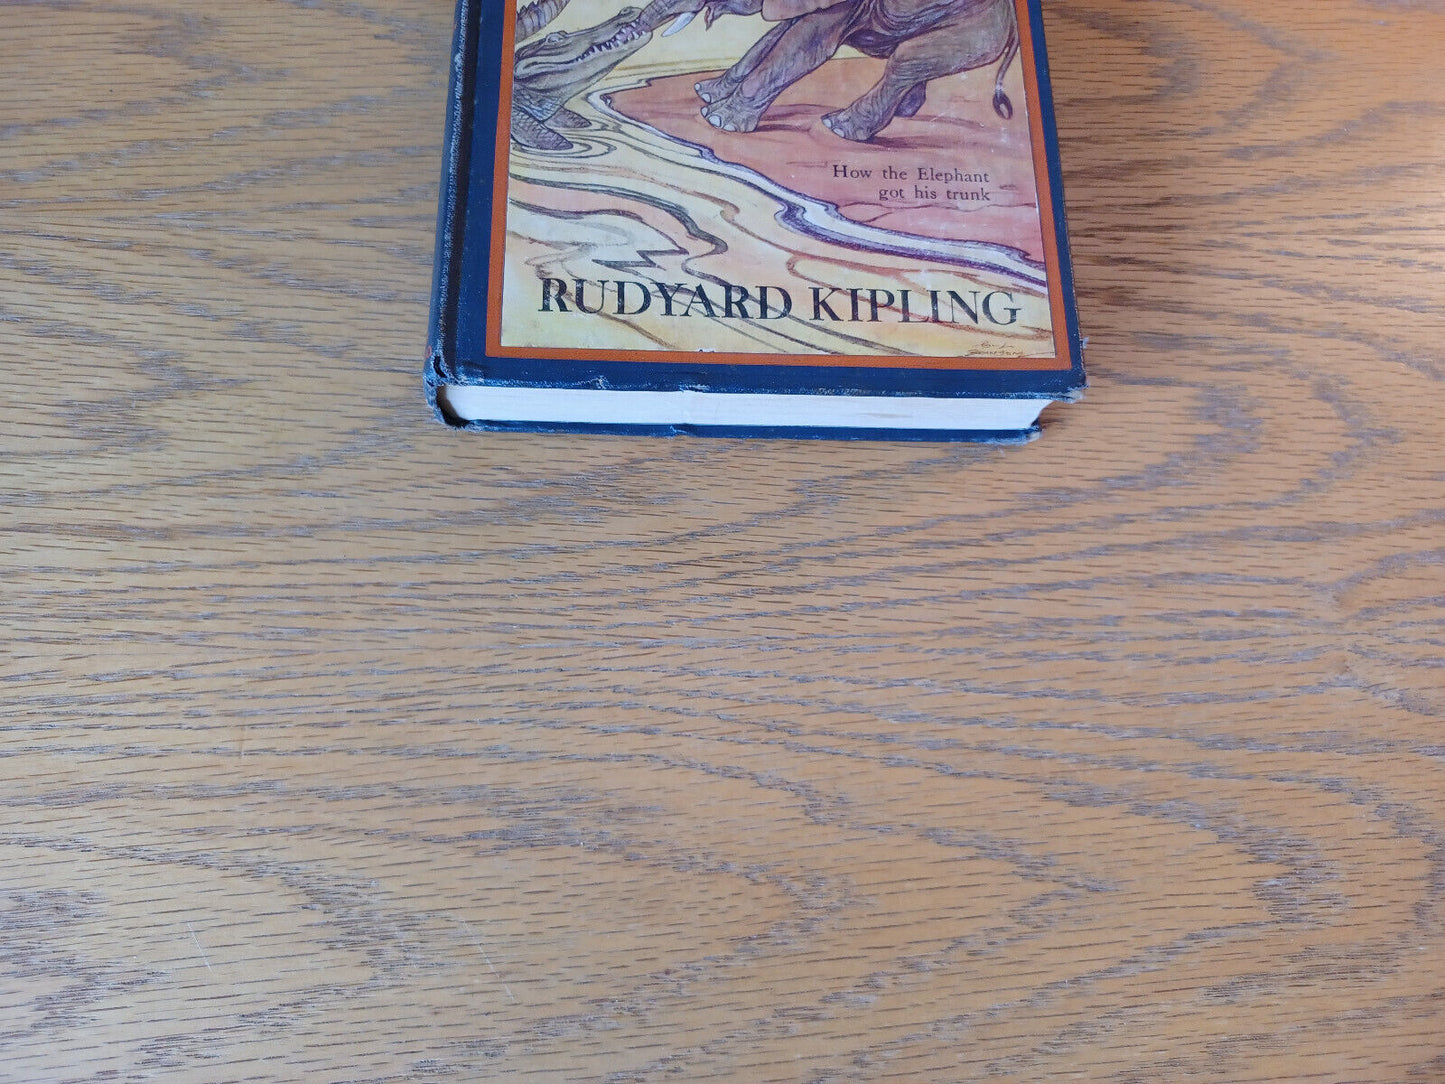 How the Elephant
got his trunk
RUDYARD KIPLING